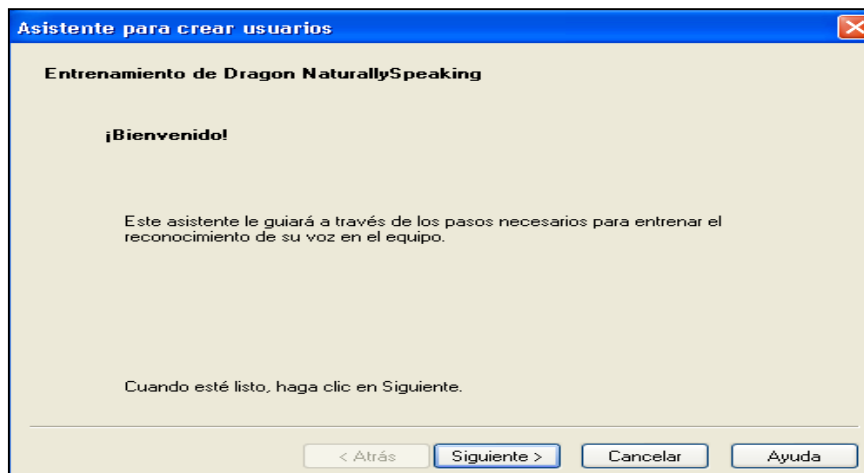 Asistente para crear usuarios
Entrenamiento de Dragon NaturallySpeaking
¡Bienvenido!
Este asistente le guiará a través de los pasos necesarios para entrenar el
reconocimiento de su voz en el equipo.
Cuando esté listo, haga clic en Siguiente.
< Atrás Siguiente > Cancelar Ayuda